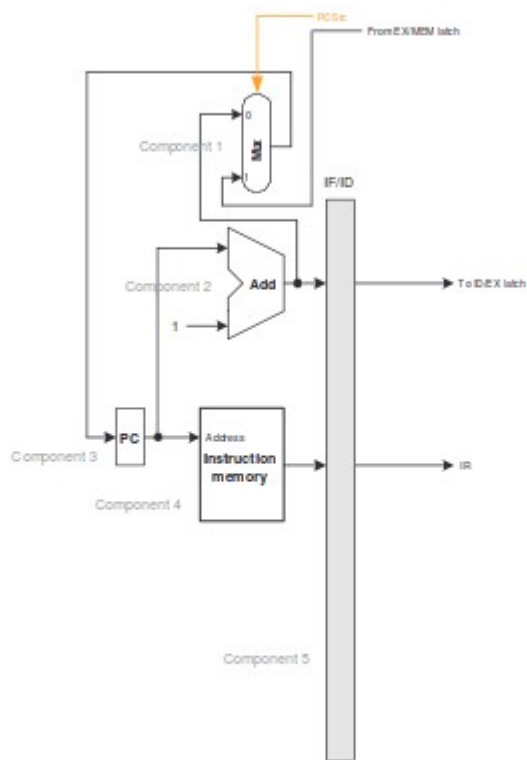 PCSrc
From EX/MEM latch
0
Component 1
Mux
1
IF/ID
Component 2
Add
To ID/EX latch
1
PC
Address
Instruction
memory
Component 3
IR
Component 4
Component 5